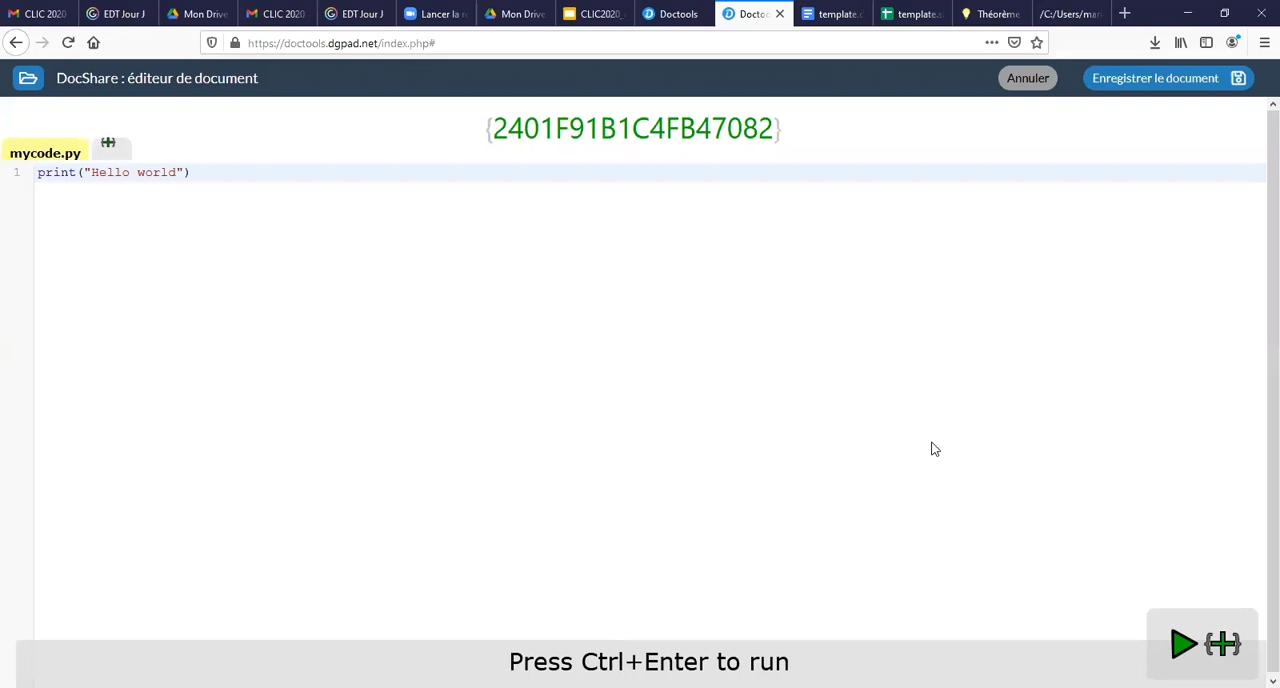 CLIC 2020 EDT Jour J Mon Drive CLIC 2020 EDT Jour J Lancer la r Mon Drive CLIC2020_ Doctools Doctoo template.d template.s Théorème /C:/Users/mar
https://doctools.dgpad.net/index.php#
DocShare : éditeur de document Annuler Enregistrer le document
{2401F91B1C4FB47082}
mycode.py
1 print("Hello world")
Press Ctrl+Enter to run